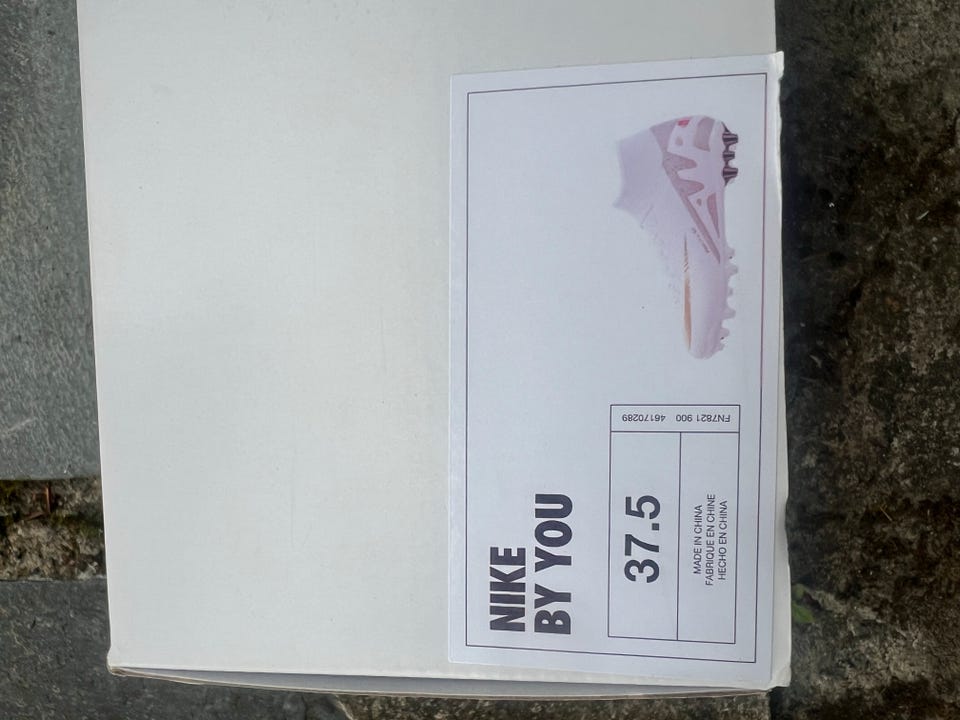 NIKE
BY YOU
37.5
MADE IN CHINA
FABRIQUE EN CHINE
HECHO EN CHINA
FN7821 900 46170289